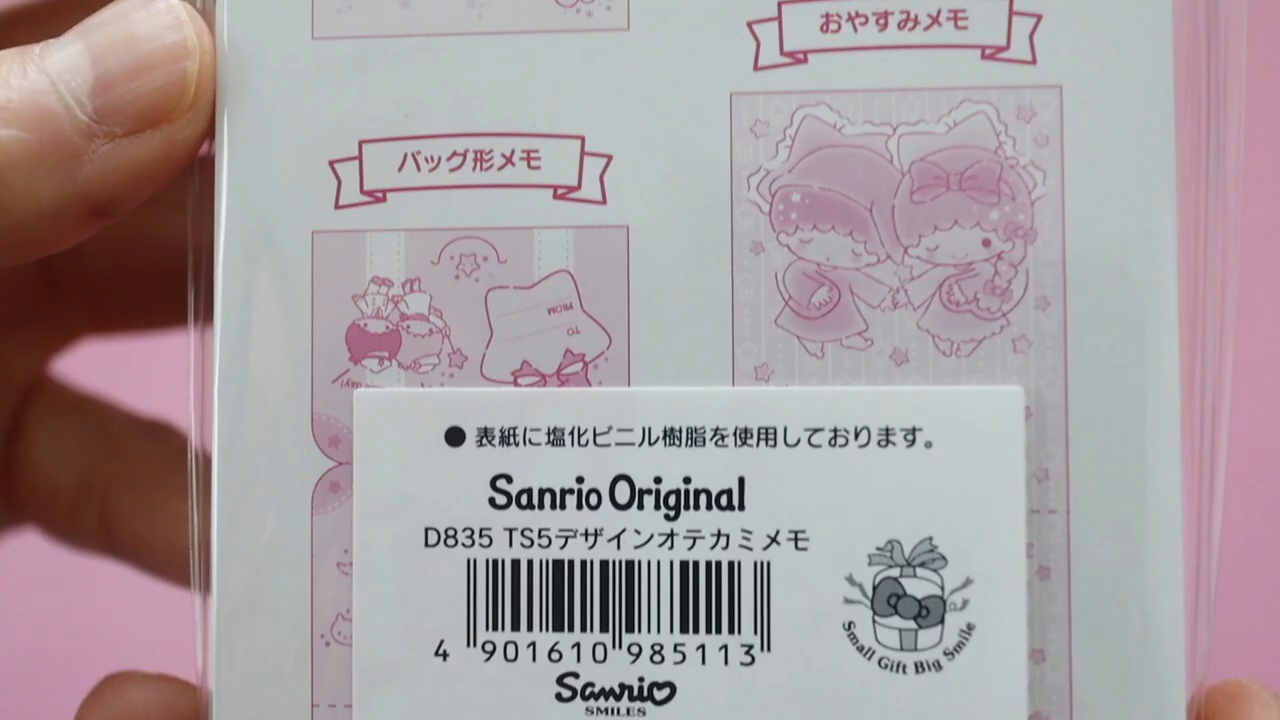 おやすみメモ
バッグ形メモ
FROM
TO
● 表紙に塩化ビニル樹脂を使用しております。
Sanrio Original
D835 TS5デザインオテカミメモ
4 901610 985113
Small Gift Big Smile
Sanrio
SMILES